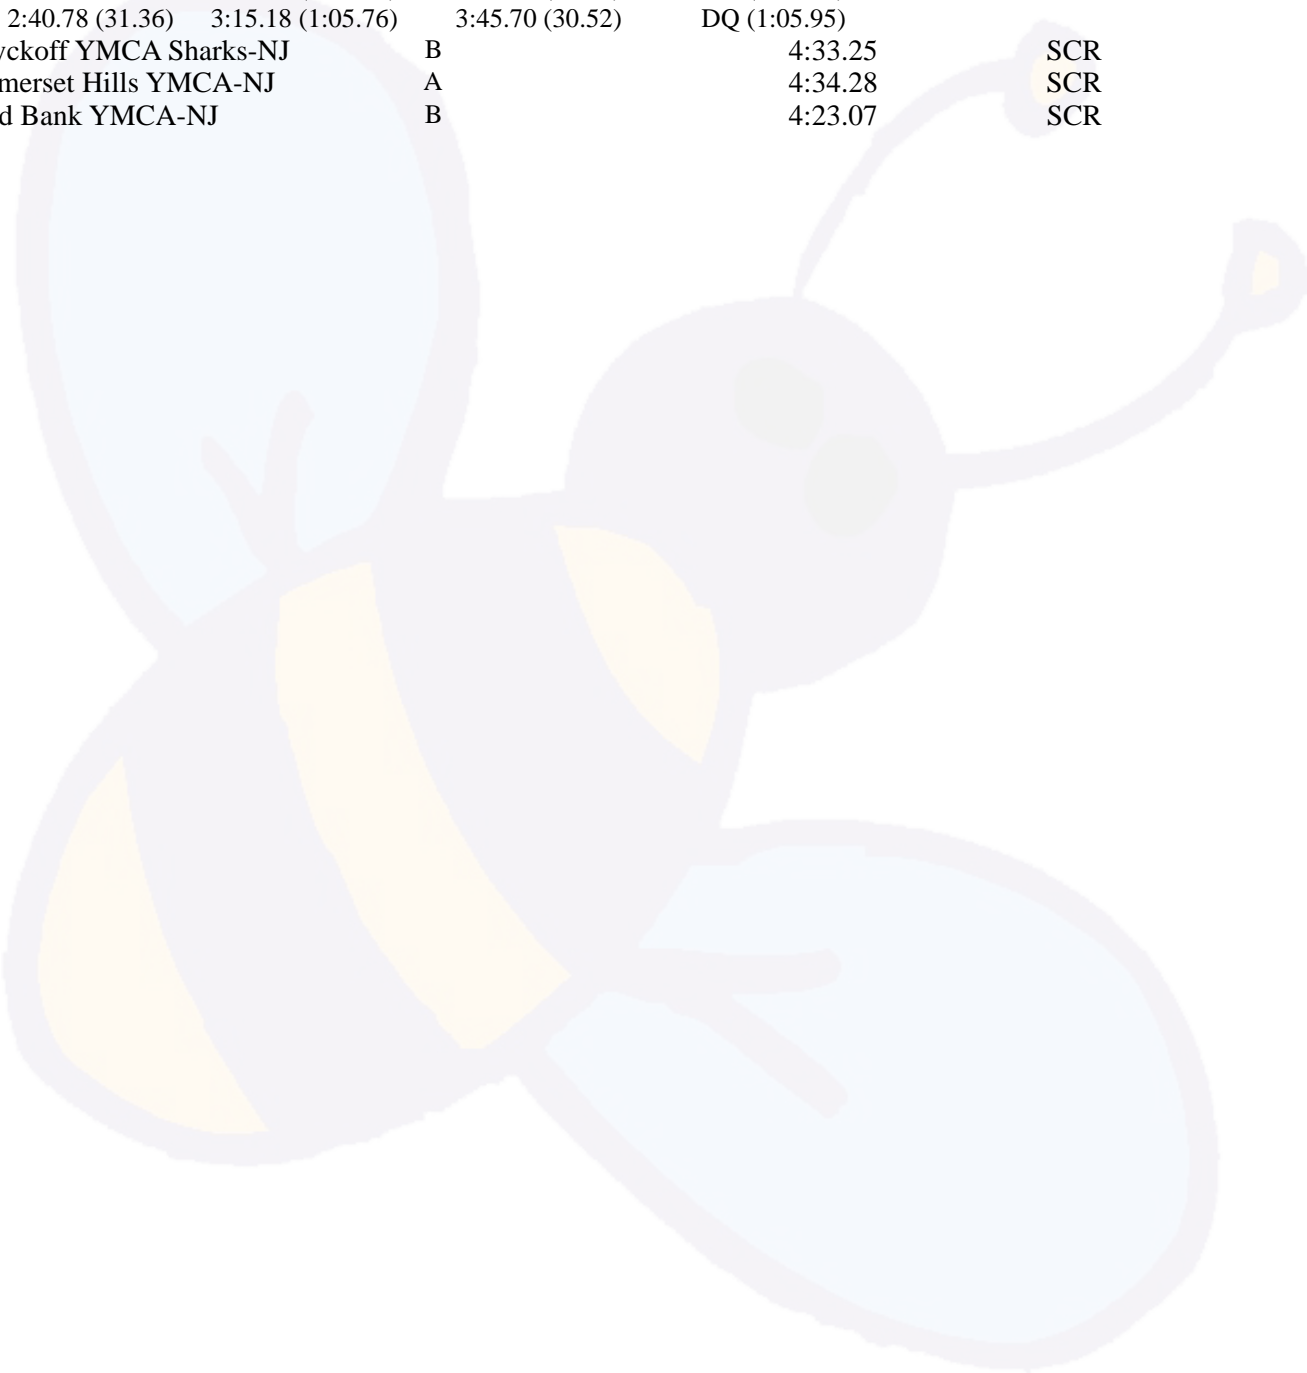 2:40.78 (31.36) 3:15.18 (1:05.76) 3:45.70 (30.52) DQ (1:05.95)
yckoff YMCA Sharks-NJ B 4:33.25 SCR
merset Hills YMCA-NJ A 4:34.28 SCR
d Bank YMCA-NJ B 4:23.07 SCR